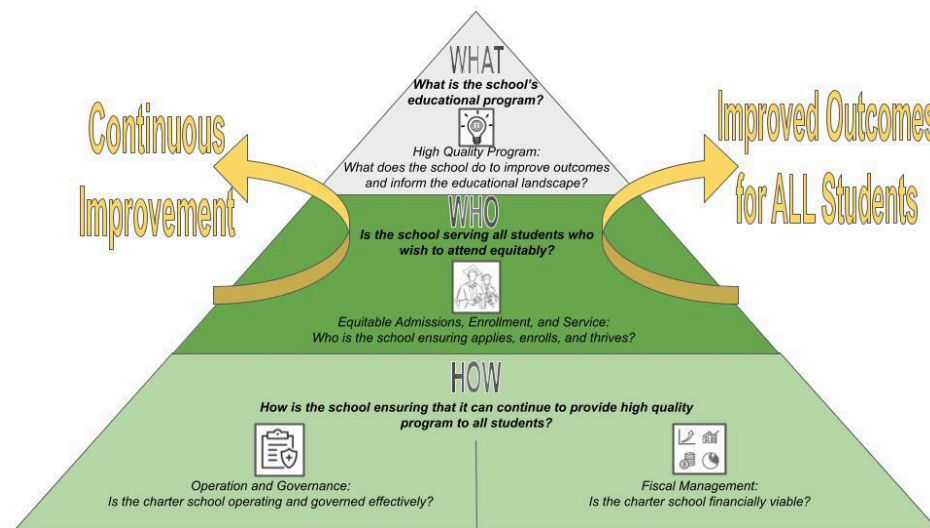 WHAT
What is the school's
educational program?
High Quality Program:
What does the school do to improve outcomes
and inform the educational landscape?
Continuous
Improvement
Improved Outcomes
for ALL Students
WHO
Is the school serving all students who
wish to attend equitably?
Equitable Admissions, Enrollment, and Service:
Who is the school ensuring applies, enrolls, and thrives?
HOW
How is the school ensuring that it can continue to provide high quality
program to all students?
Operation and Governance:
Is the charter school operating and governed effectively?
Fiscal Management:
Is the charter school financially viable?